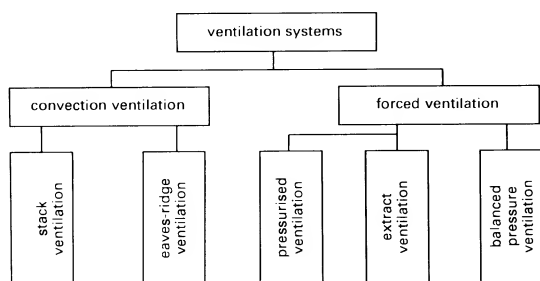 ventilation systems
convection ventilation
forced ventilation
stack
ventilation
eaves-ridge
ventilation
pressurised
ventilation
extract
ventilation
balanced
pressure
ventilation